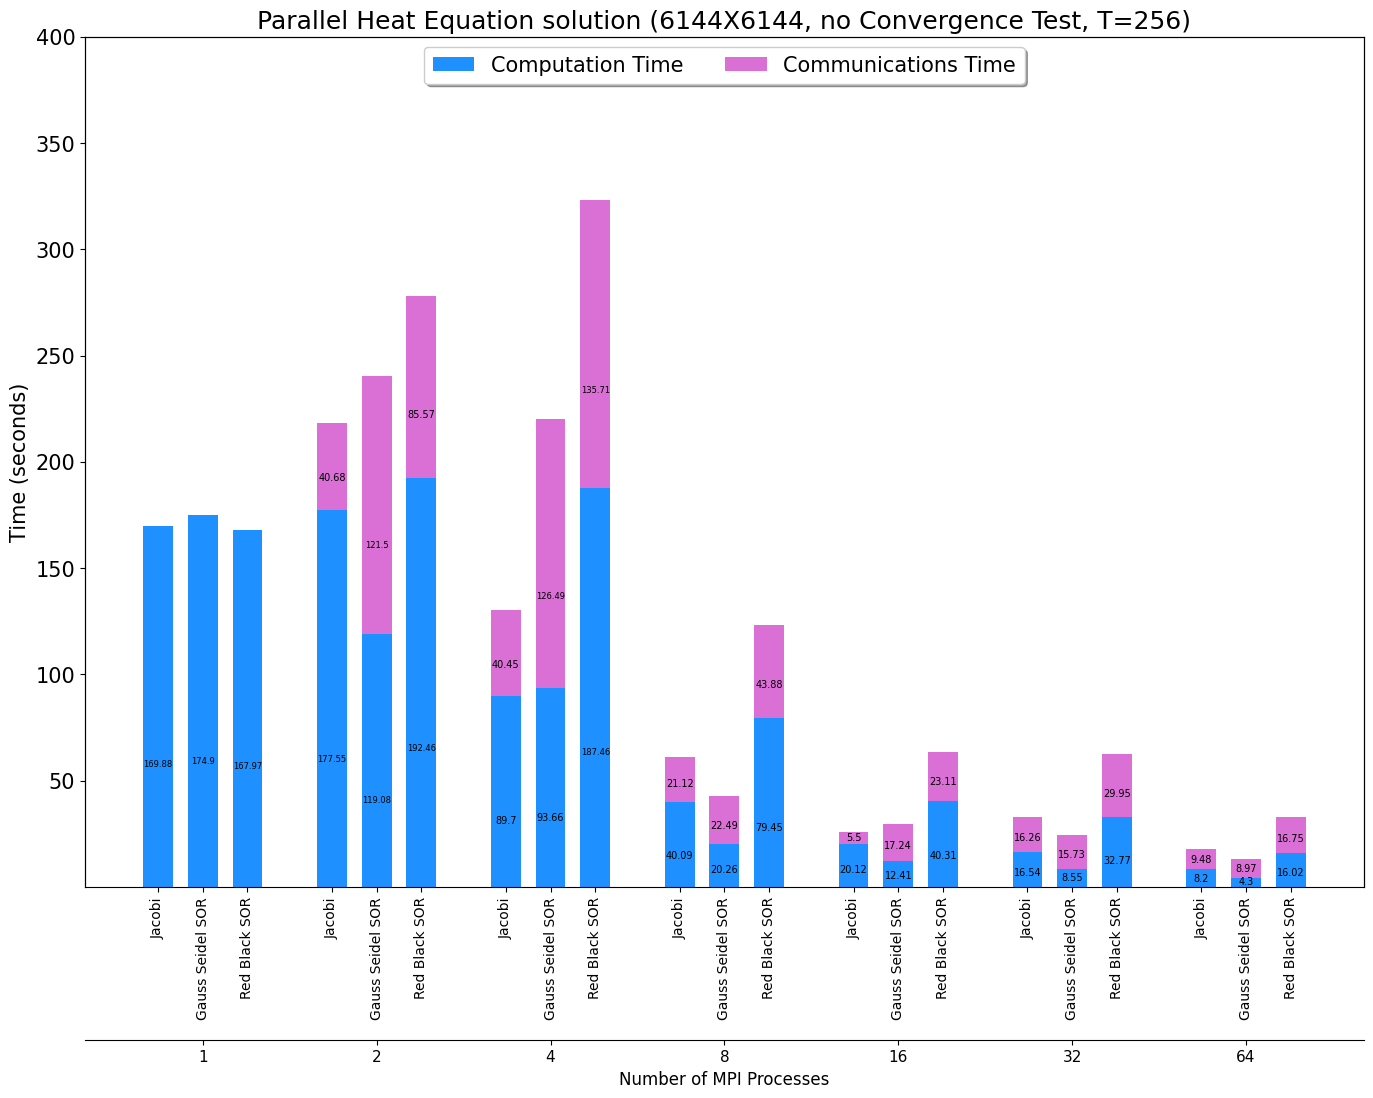 Parallel Heat Equation solution (6144X6144, no Convergence Test, T=256)
Computation Time
Communications Time
Time (seconds)
400
350
300
250
200
150
100
50
169.88
174.9
167.97
177.55
40.68
119.08
121.5
192.46
85.57
89.7
40.45
93.66
126.49
187.46
135.71
40.09
21.12
20.26
22.49
79.45
43.88
20.12
5.5
12.41
17.24
40.31
23.11
16.54
16.26
8.55
15.73
32.77
29.95
8.2
9.48
4.3
8.97
16.02
16.75
Jacobi
Gauss Seidel SOR
Red Black SOR
Jacobi
Gauss Seidel SOR
Red Black SOR
Jacobi
Gauss Seidel SOR
Red Black SOR
Jacobi
Gauss Seidel SOR
Red Black SOR
Jacobi
Gauss Seidel SOR
Red Black SOR
Jacobi
Gauss Seidel SOR
Red Black SOR
Jacobi
Gauss Seidel SOR
Red Black SOR
1
2
4
8
16
32
64
Number of MPI Processes